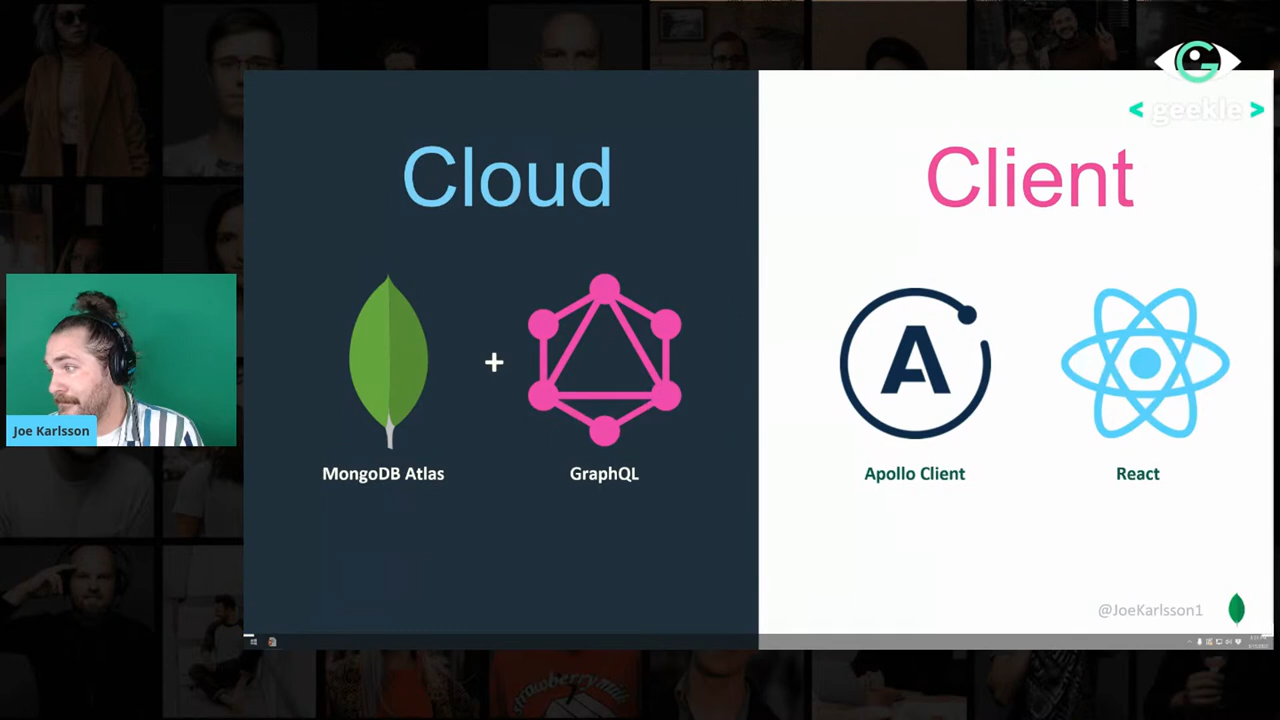 Cloud
Client
< geekle >
A
MongoDB Atlas
+
GraphQL
Apollo Client
React
Joe Karlsson
@JoeKarlsson1